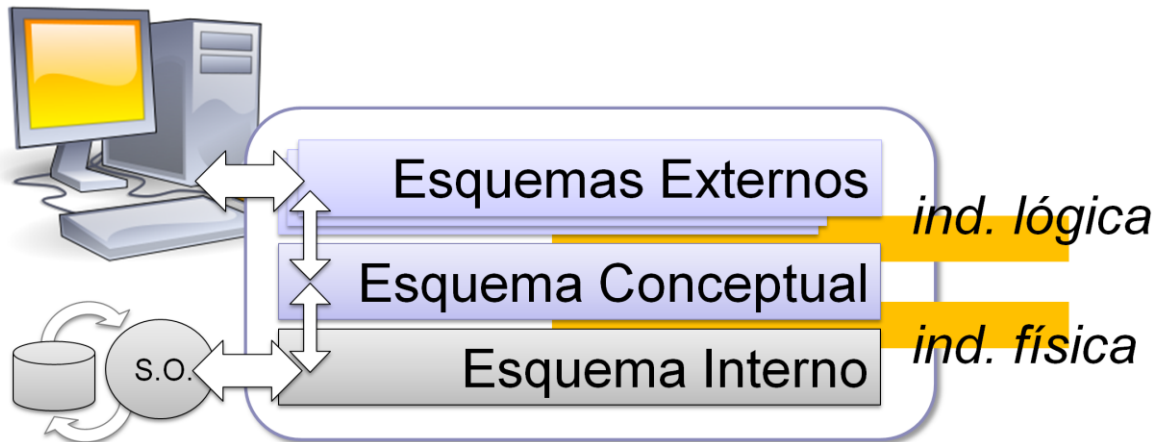 Esquemas Externos
ind. lógica
Esquema Conceptual
ind. física
S.O.
Esquema Interno